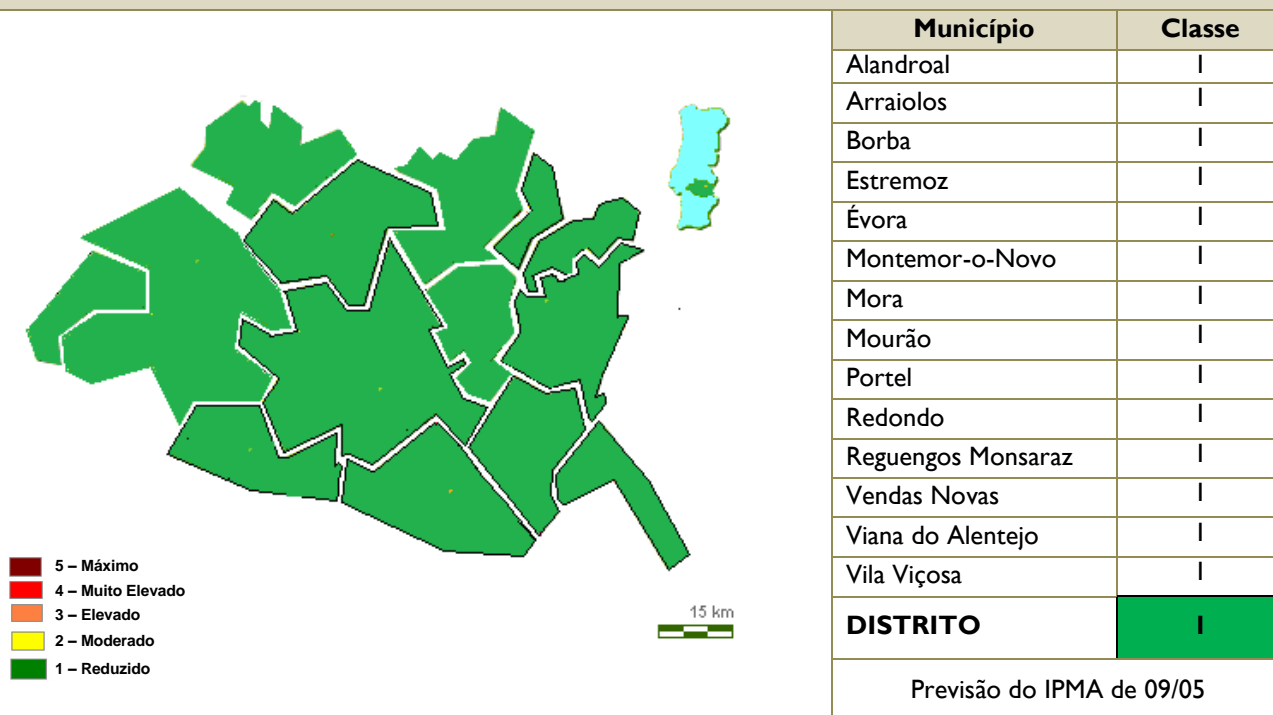 Município Classe
Alandroal 1
Arraiolos 1
Borba 1
Estremoz 1
Évora 1
Montemor-o-Novo 1
Mora 1
Mourão 1
Portel 1
Redondo 1
Reguengos Monsaraz 1
Vendas Novas 1
Viana do Alentejo 1
Vila Viçosa 1
DISTRITO 1
Previsão do IPMA de 09/05
5 – Máximo
4 – Muito Elevado
3 – Elevado
2 – Moderado
1 – Reduzido
15 km